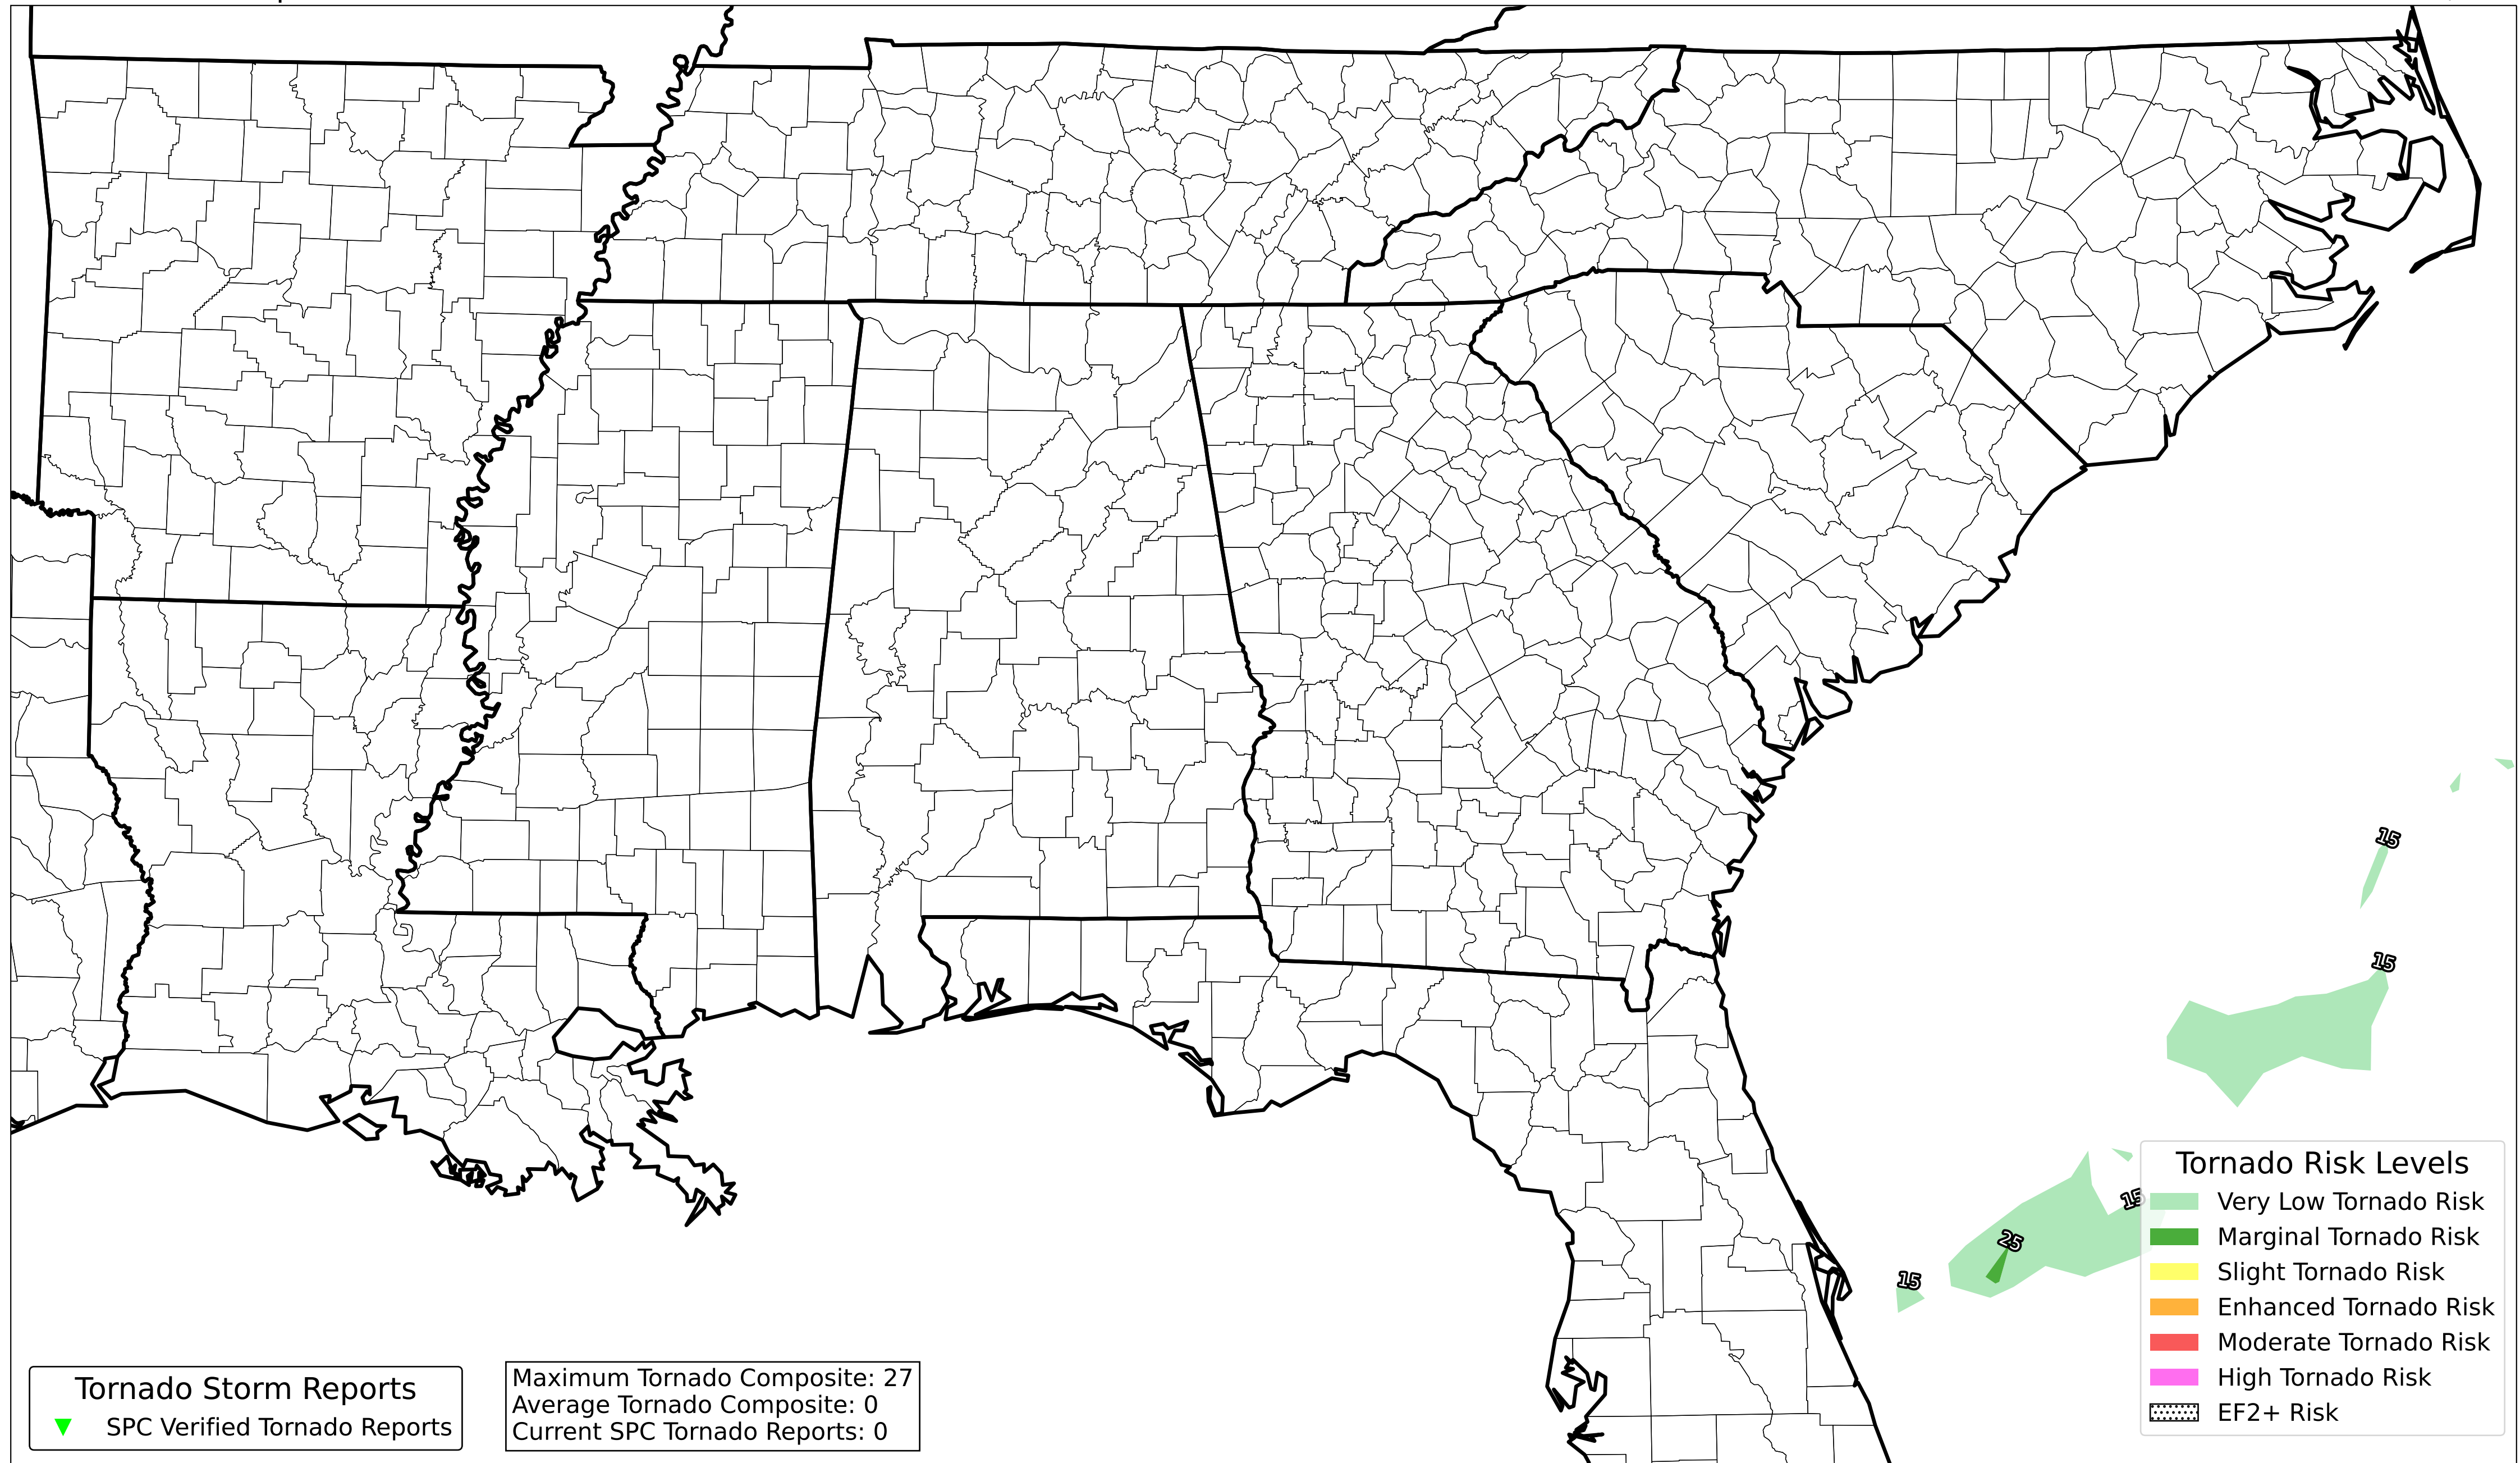 15
15
15
25
15
Tornado Risk Levels
Very Low Tornado Risk
Marginal Tornado Risk
Slight Tornado Risk
Enhanced Tornado Risk
Moderate Tornado Risk
High Tornado Risk
EF2+ Risk
Tornado Storm Reports
SPC Verified Tornado Reports
Maximum Tornado Composite: 27
Average Tornado Composite: 0
Current SPC Tornado Reports: 0